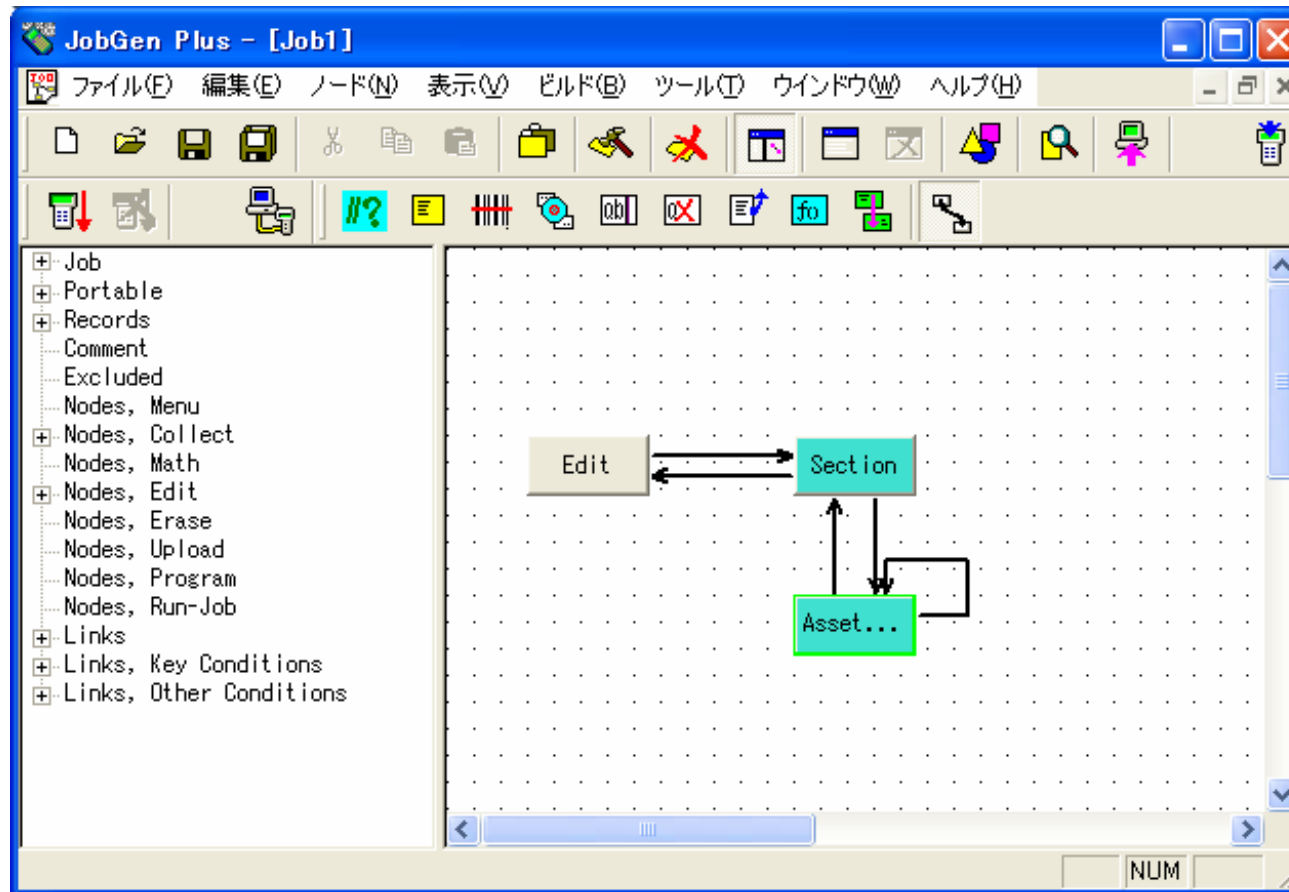 JobGen Plus - [Job1]
ファイル(F) 編集(E) ノード(N) 表示(V) ビルド(B) ツール(T) ウインドウ(W) ヘルプ(H)
//?
ab
fo
Job
Portable
Records
Comment
Excluded
Nodes, Menu
Nodes, Collect
Nodes, Math
Nodes, Edit
Nodes, Erase
Nodes, Upload
Nodes, Program
Nodes, Run-Job
Links
Links, Key Conditions
Links, Other Conditions
Edit
Section
Asset...
NUM